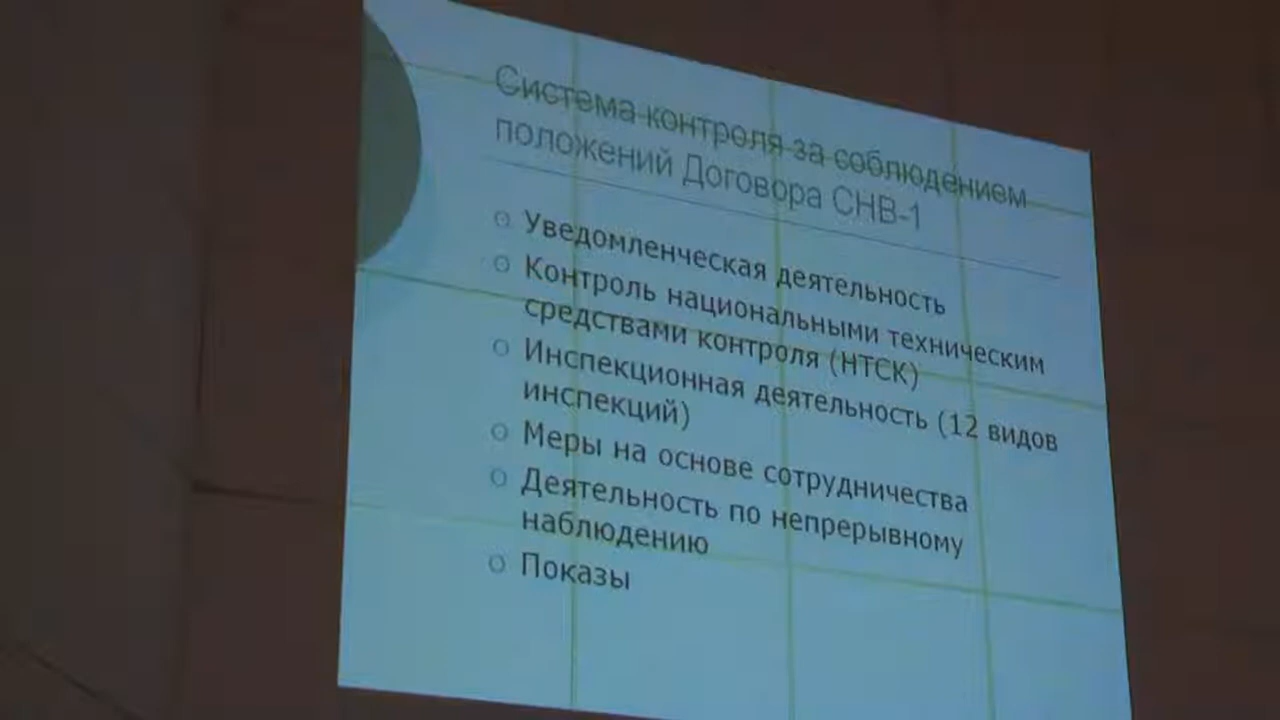 Система контроля за соблюдением
положений Договора СНВ-1
Уведомленческая деятельность
Контроль национальными техническим
средствами контроля (НТСК)
Инспекционная деятельность (12 видов
инспекций)
Меры на основе сотрудничества
Деятельность по непрерывному
наблюдению
Показы